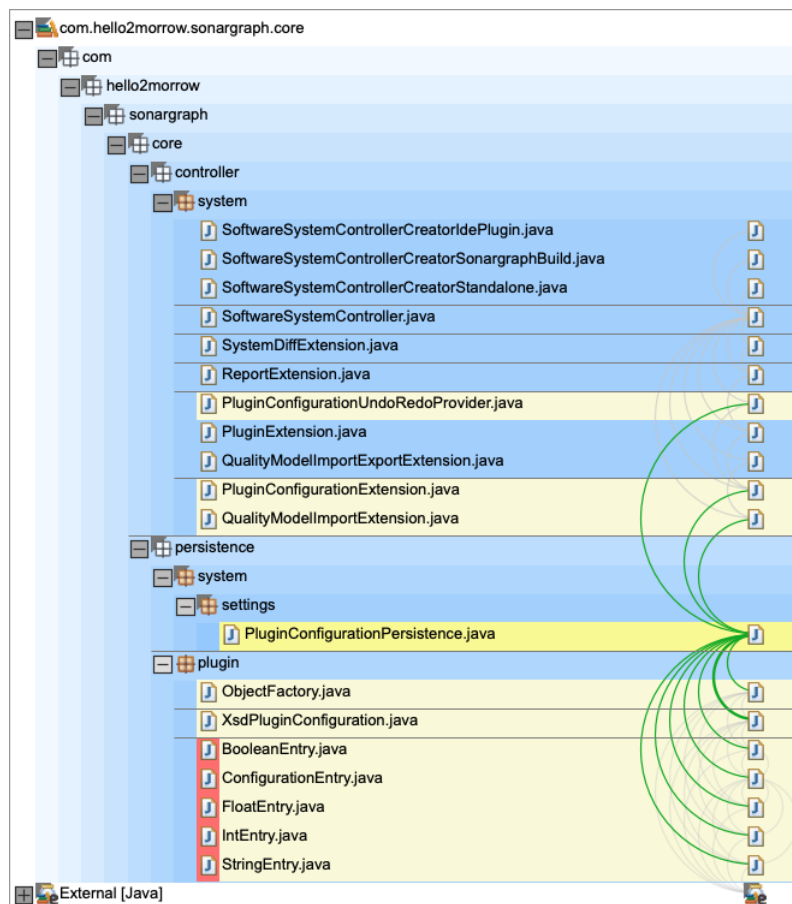 com.hello2morrow.sonargraph.core
com
hello2morrow
sonargraph
core
controller
system
SoftwareSystemControllerCreatorIdePlugin.java
SoftwareSystemControllerCreatorSonargraphBuild.java
SoftwareSystemControllerCreatorStandalone.java
SoftwareSystemController.java
SystemDiffExtension.java
ReportExtension.java
PluginConfigurationUndoRedoProvider.java
PluginExtension.java
QualityModelImportExportExtension.java
PluginConfigurationExtension.java
QualityModelImportExtension.java
persistence
system
settings
PluginConfigurationPersistence.java
plugin
ObjectFactory.java
XsdPluginConfiguration.java
BooleanEntry.java
ConfigurationEntry.java
FloatEntry.java
IntEntry.java
StringEntry.java
External [Java]